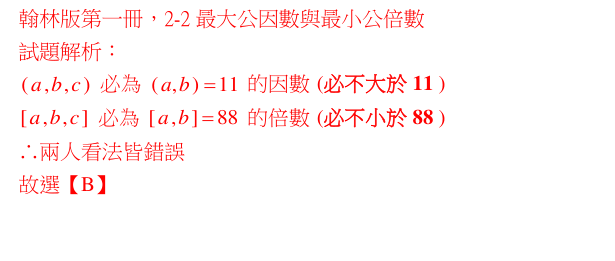 翰林版第一冊，2-2 最大公因數與最小公倍數
試題解析：
(a,b,c) 必為 (a,b)=11 的因數 (必不大於 11 )
[a,b,c] 必為 [a,b]=88 的倍數 (必不小於 88 )
∴兩人看法皆錯誤
故選【B】